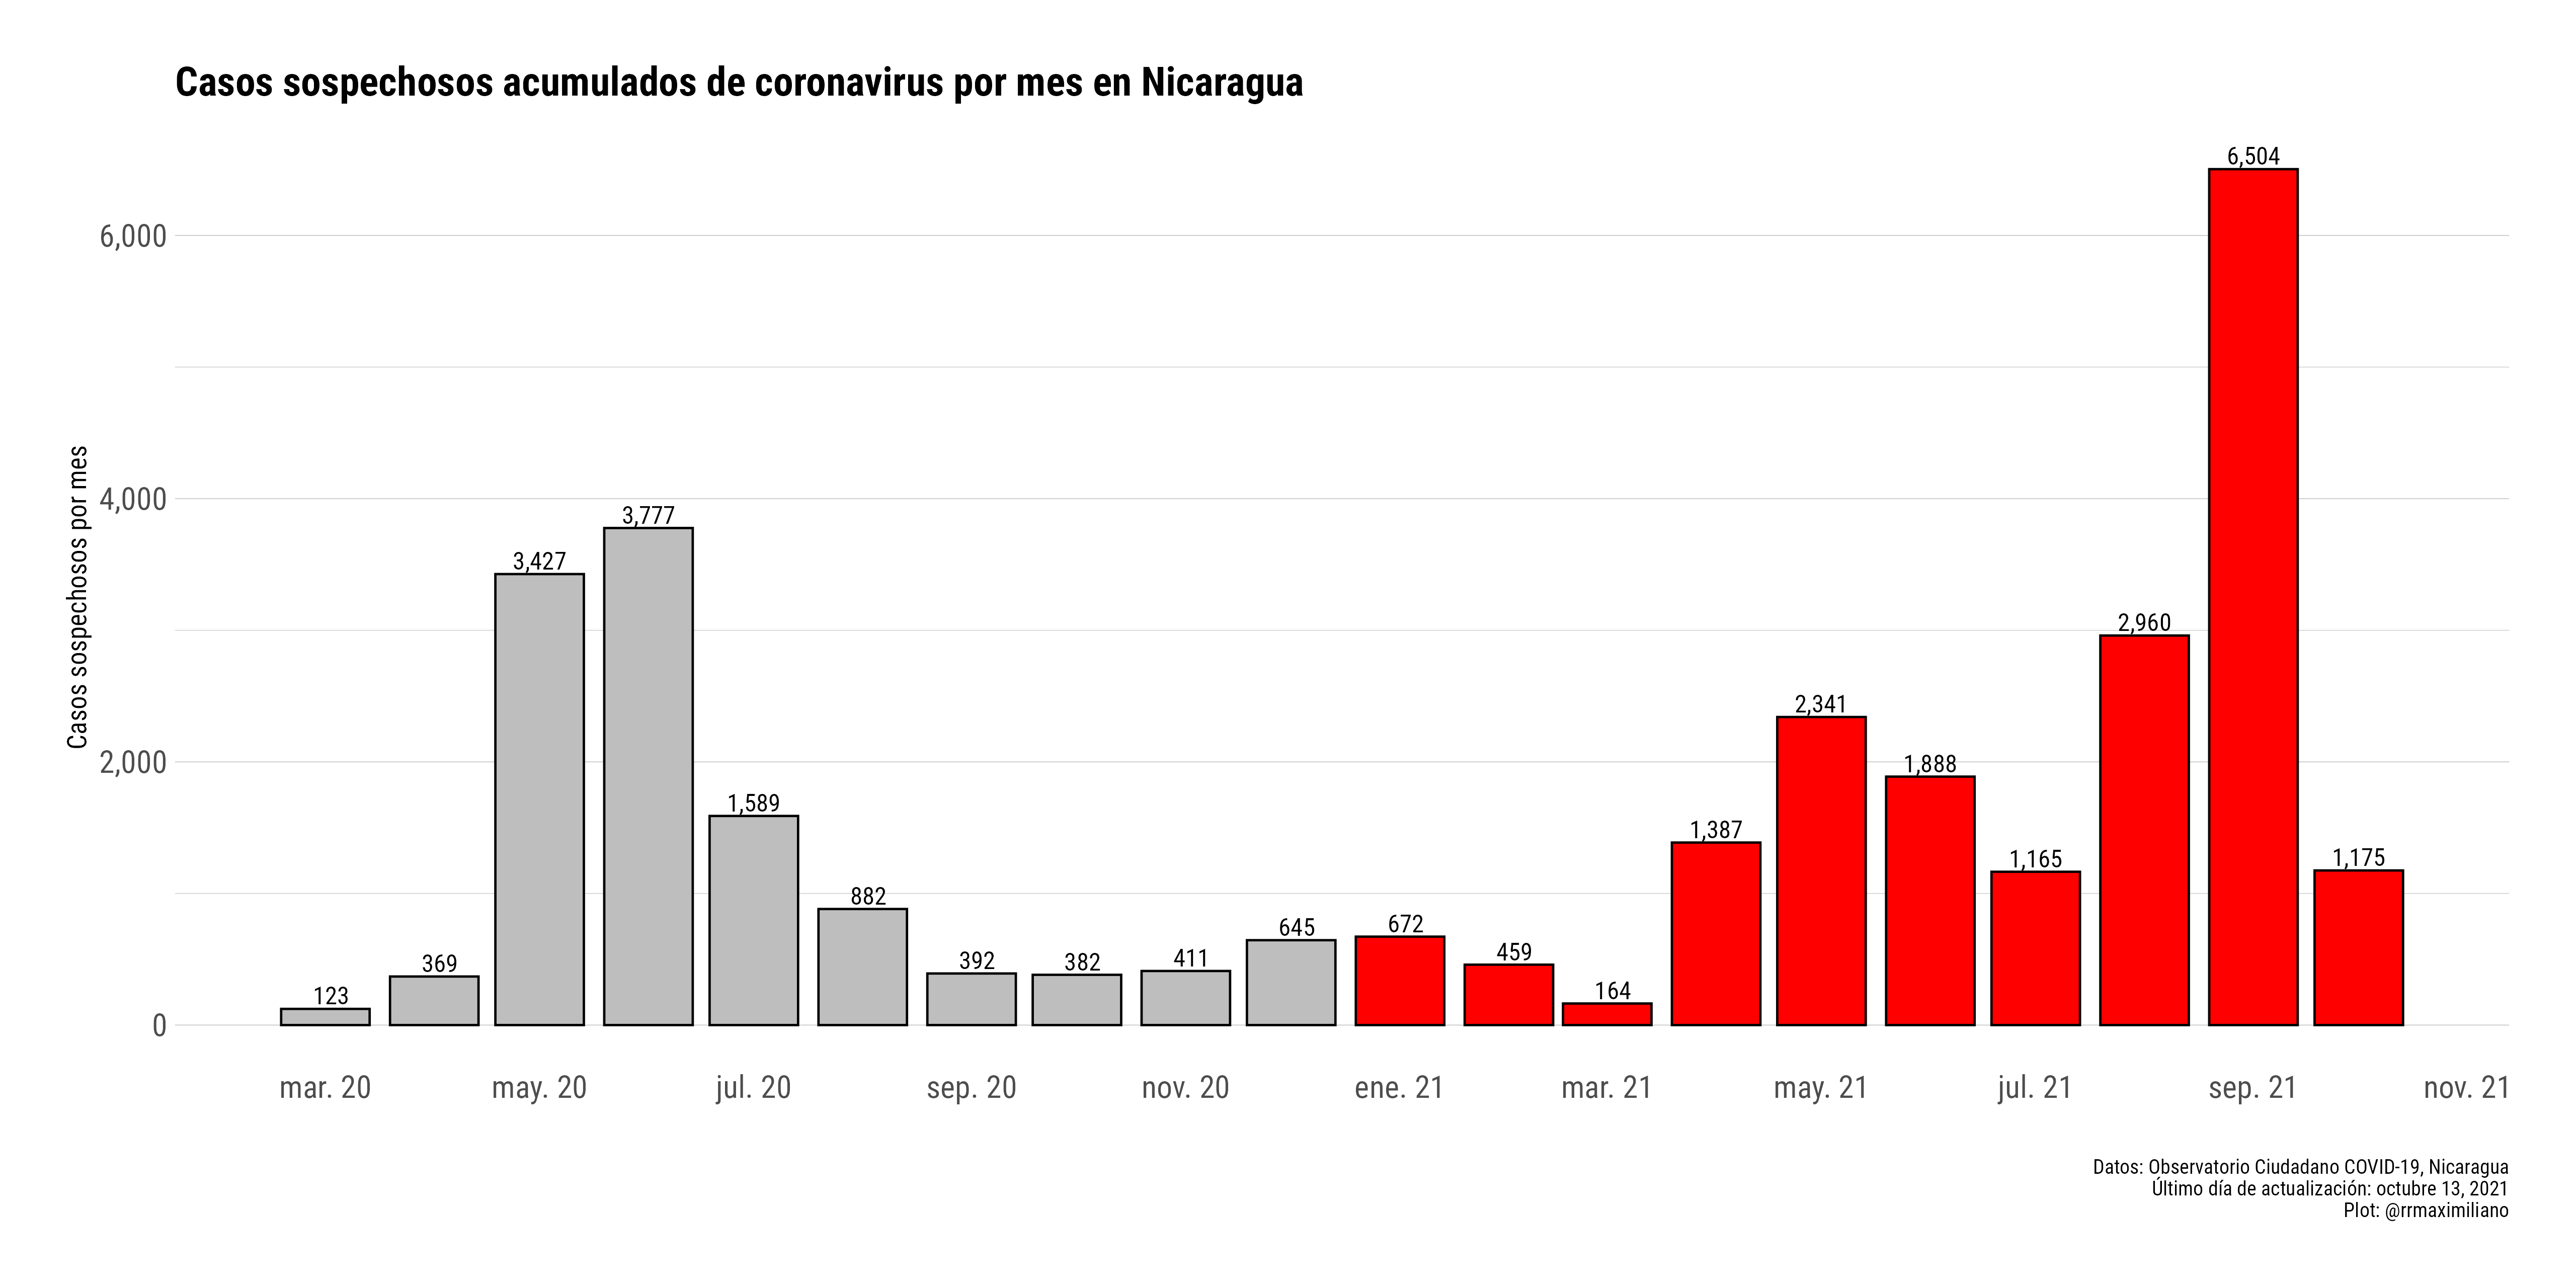 Casos sospechosos acumulados de coronavirus por mes en Nicaragua
Casos sospechosos por mes
6,000
4,000
2,000
0
123
369
3,427
3,777
1,589
882
392
382
411
645
672
459
164
1,387
2,341
1,888
1,165
2,960
6,504
1,175
mar. 20
may. 20
jul. 20
sep. 20
nov. 20
ene. 21
mar. 21
may. 21
jul. 21
sep. 21
nov. 21
Datos: Observatorio Ciudadano COVID-19, Nicaragua
Último día de actualización: octubre 13, 2021
Plot: @rrmaximiliano